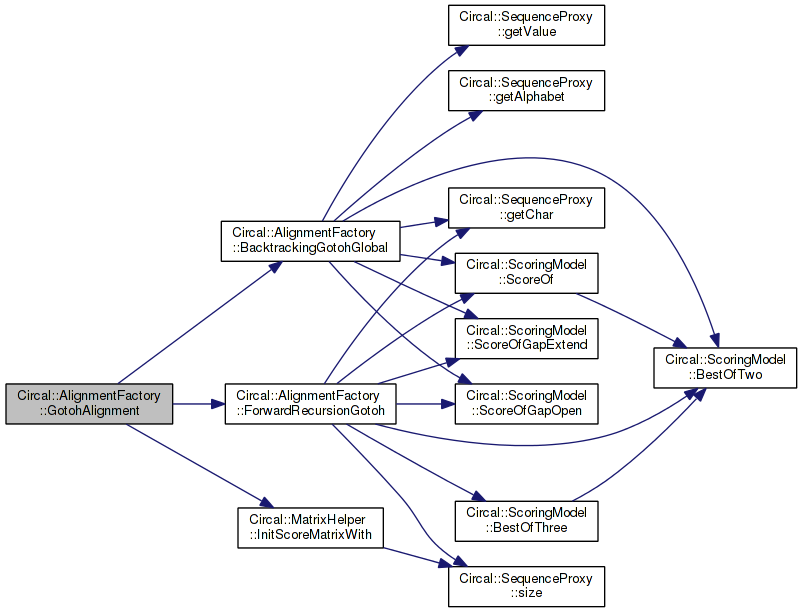 Circal::SequenceProxy
::getValue
Circal::SequenceProxy
::getAlphabet
Circal::SequenceProxy
::getChar
Circal::AlignmentFactory
::BacktrackingGotohGlobal
Circal::ScoringModel
::ScoreOf
Circal::ScoringModel
::ScoreOfGapExtend
Circal::ScoringModel
::BestOfTwo
Circal::AlignmentFactory
::GotohAlignment
Circal::AlignmentFactory
::ForwardRecursionGotoh
Circal::ScoringModel
::ScoreOfGapOpen
Circal::MatrixHelper
::InitScoreMatrixWith
Circal::ScoringModel
::BestOfThree
Circal::SequenceProxy
::size